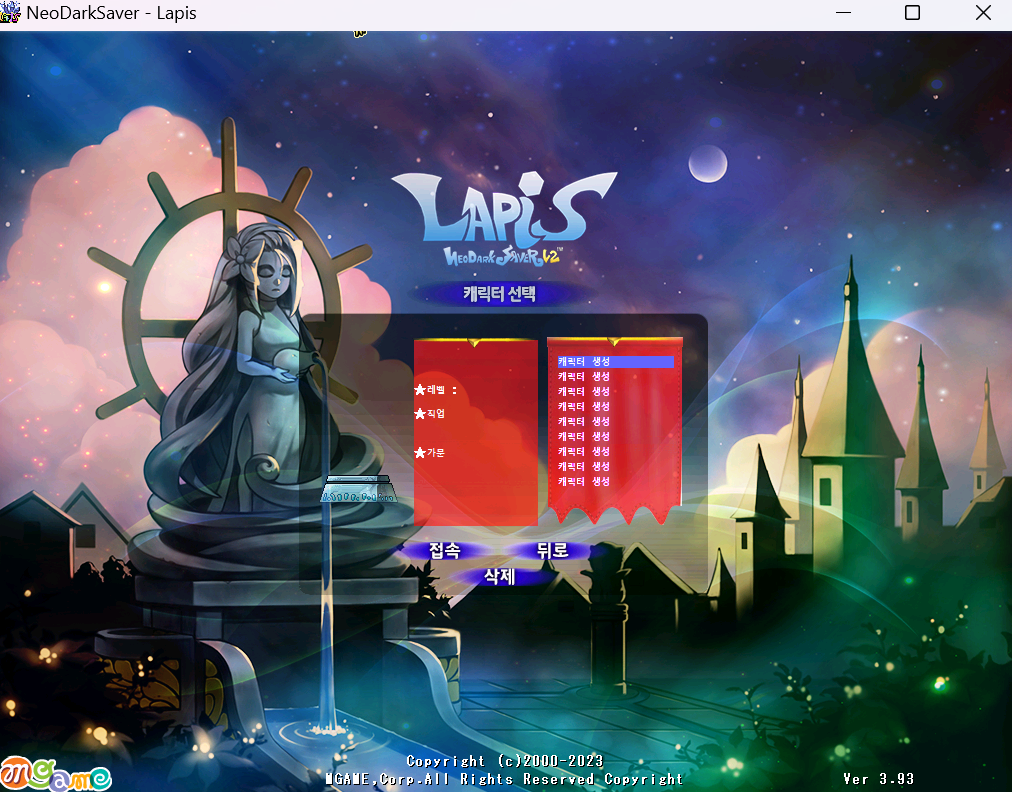 NeoDarkSaver - Lapis
LAPIS
NEODARK SAVER V2™
캐릭터 선택
★레벨 :
★직업
★가문
캐릭터 생성
캐릭터 생성
캐릭터 생성
캐릭터 생성
캐릭터 생성
캐릭터 생성
캐릭터 생성
캐릭터 생성
캐릭터 생성
접속
뒤로
삭제
mgame
Copyright (c)2000-2023
MGAME,Corp.All Rights Reserved Copyright
Ver 3.93